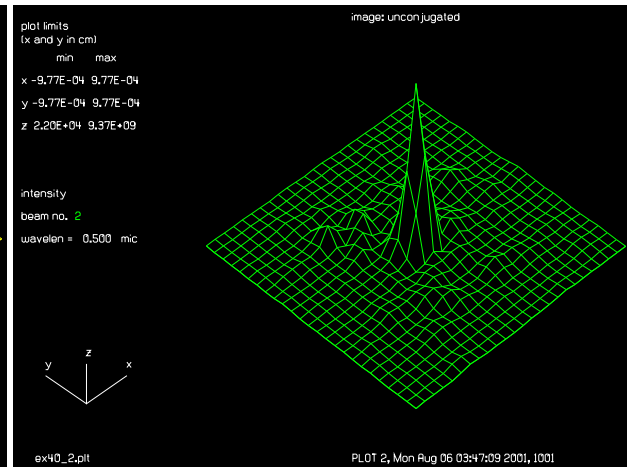 image: unconjugated
plot limits
(x and y in cm)
min max
x -9.77E-04 9.77E-04
y -9.77E-04 9.77E-04
z 2.20E+04 9.37E+09
intensity
beam no. 2
wavelen = 0.500 mic
z
y x
ex40_2.plt
PLOT 2, Mon Aug 06 03:47:09 2001, 1001